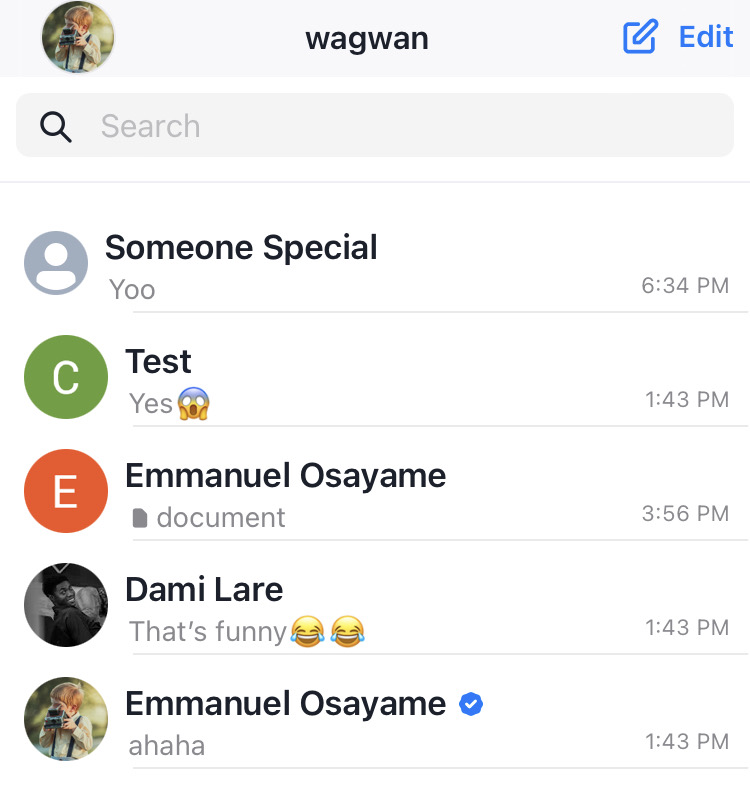 wagwan
Edit
Search
Someone Special
Yoo
6:34 PM
C
Test
Yes😱
1:43 PM
E
Emmanuel Osayame
document
3:56 PM
Dami Lare
That’s funny😂😂
1:43 PM
Emmanuel Osayame
ahaha
1:43 PM